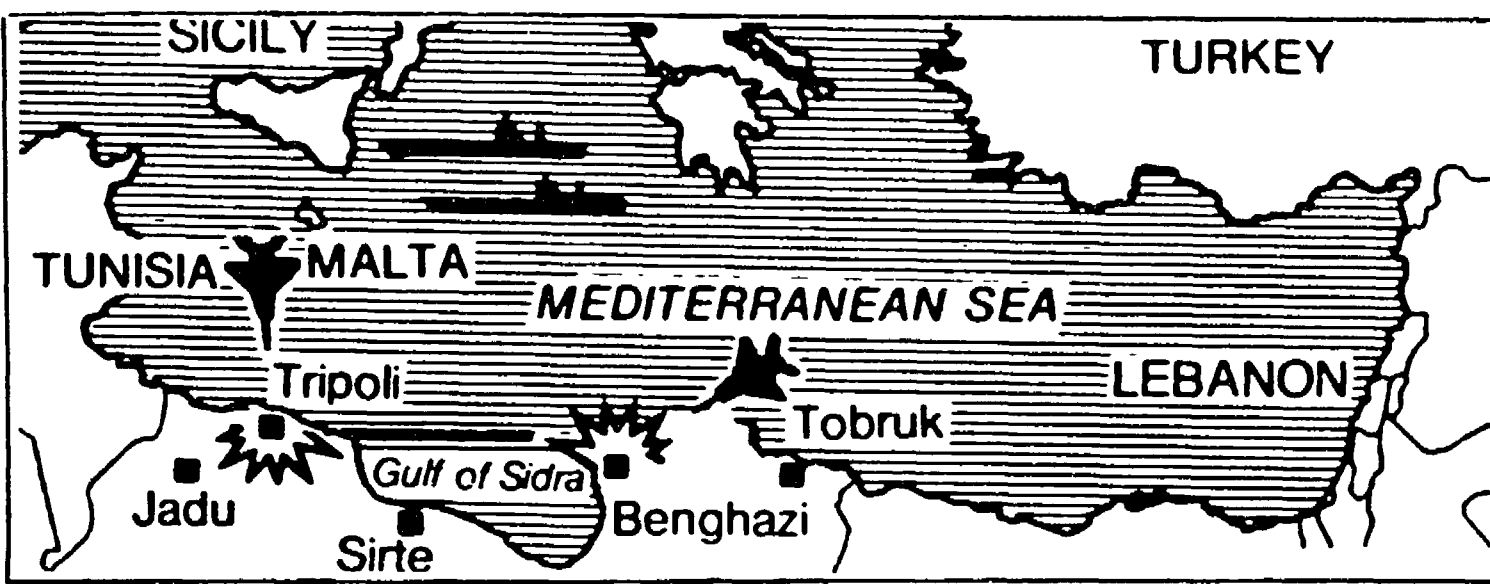 SICILY
TURKEY
TUNISIA
MALTA
MEDITERRANEAN SEA
Tripoli
LEBANON
Tobruk
Gulf of Sidra
Jadu
Benghazi
Sirte